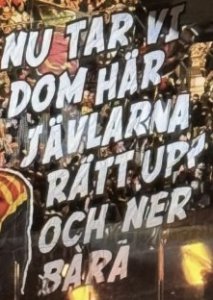 NU TAR VI
DOM HÄR
JÄVLARNA
RÄTT UPP
OCH NER
BARA